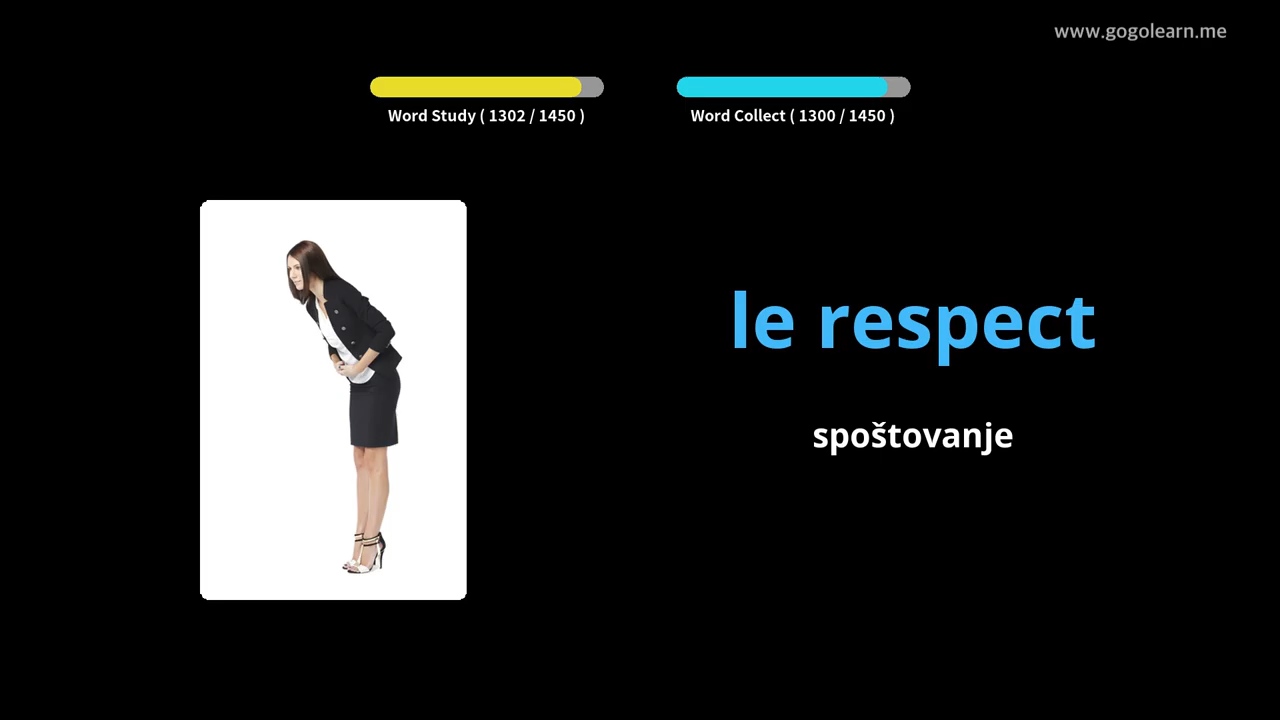 www.gogolearn.me
Word Study ( 1302 / 1450 )
Word Collect ( 1300 / 1450 )
le respect
spoštovanje